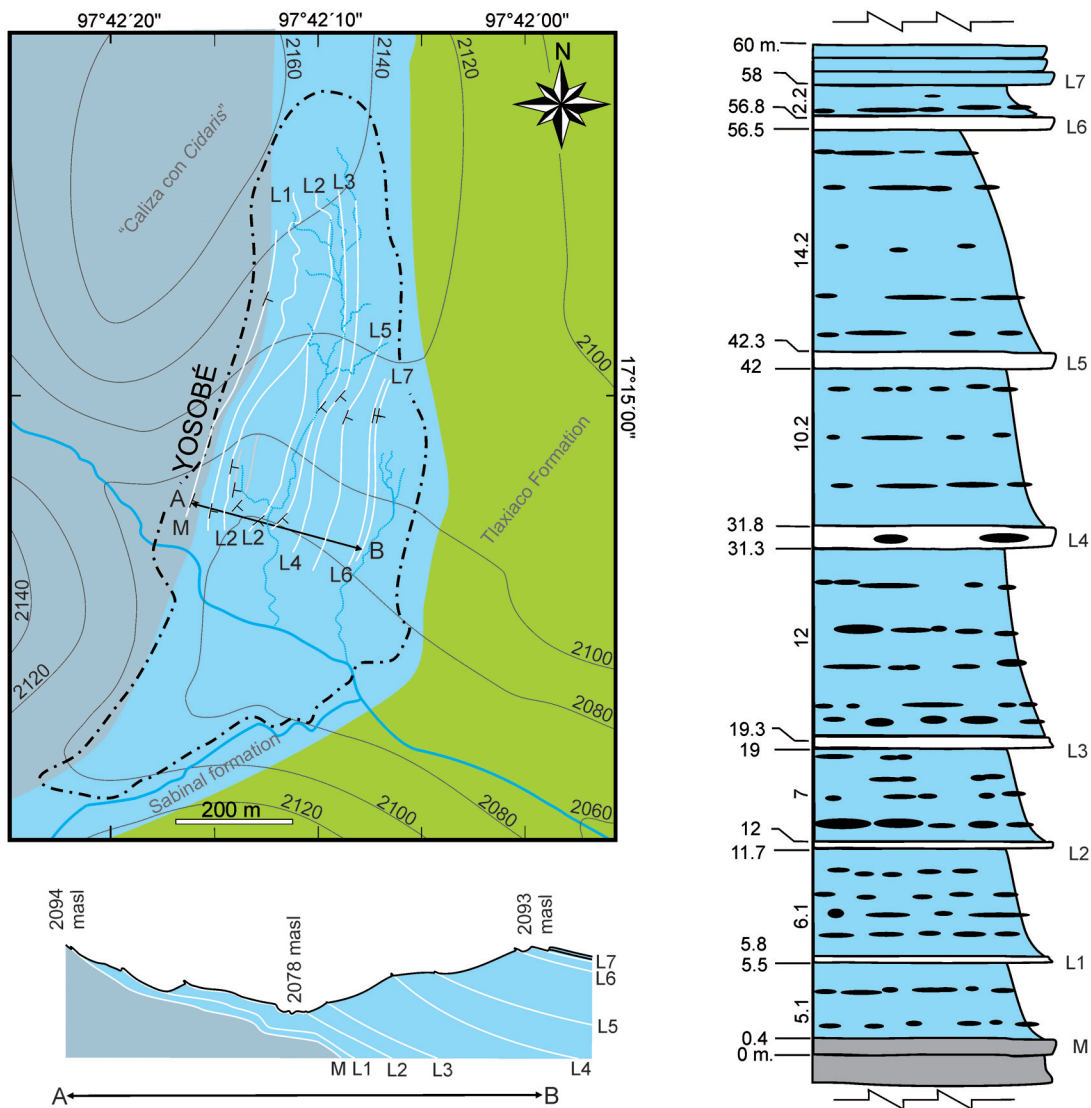 97°42´20"
97°42´10"
97°42´00"
2160
2140
2120
N
"Caliza con Cidaris"
L1
L2
L3
L5
L7
2100
17°15´00"
YOSOBÉ
Tlaxiaco Formation
A
M
L2
L2
L4
L6
B
2140
2120
2100
2080
Sabinal formation
200 m
2120
2100
2080
2060
2094
masl
2078 masl
2093
masl
L7
L6
L5
M
L1
L2
L3
L4
A
B
60 m.
58
L7
2.2
56.8
56.5
L6
14.2
42.3
42
L5
10.2
31.8
31.3
L4
12
19.3
19
L3
7
12
11.7
L2
6.1
5.8
5.5
L1
5.1
0.4
0 m.
M